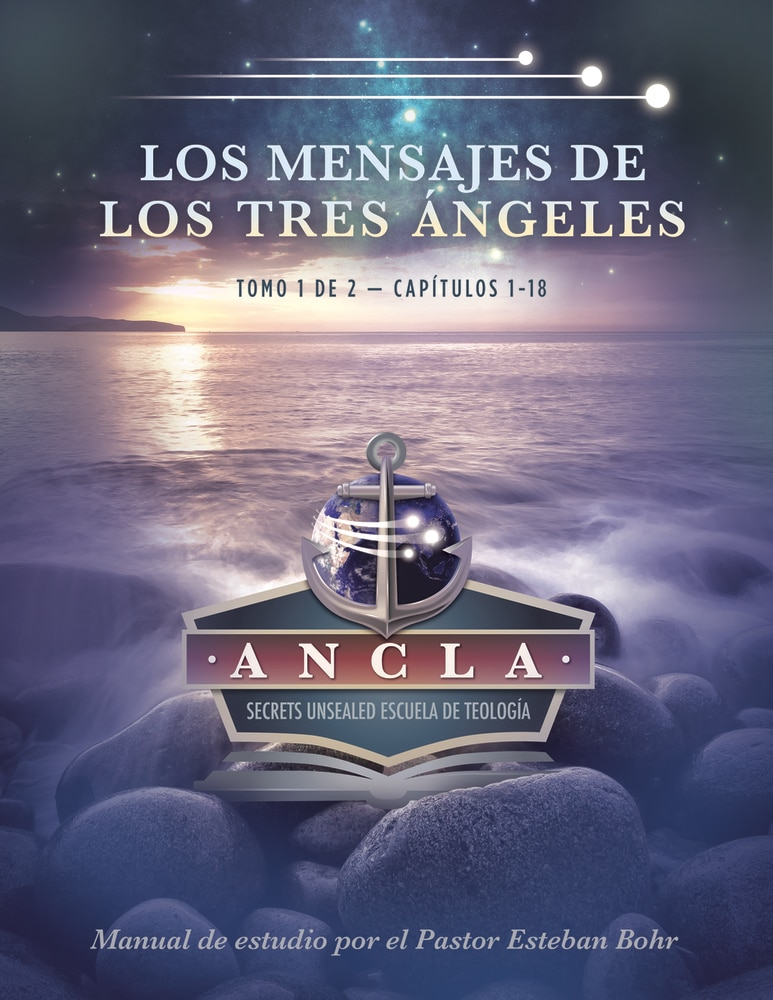 LOS MENSAJES DE
LOS TRES ÁNGELES
TOMO 1 DE 2 – CAPÍTULOS 1-18
• ANCLA •
SECRETS UNSEALED ESCUELA DE TEOLOGÍA
Manual de estudio por el Pastor Esteban Bohr